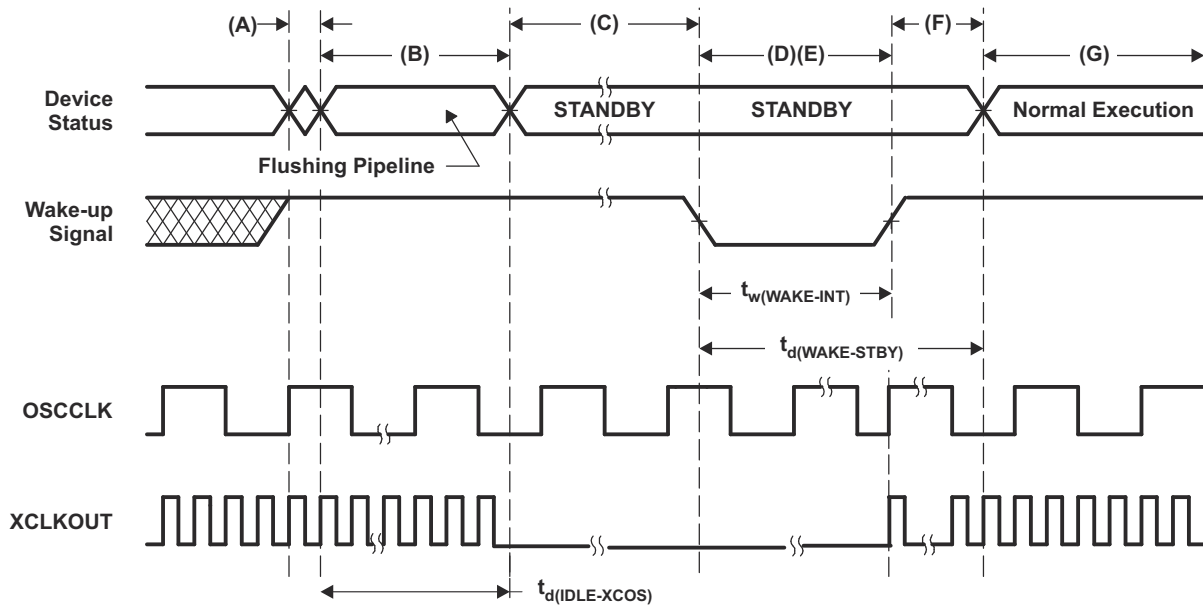 (A)
(C)
(F)
(B)
(D)(E)
(G)
Device
Status
STANDBY
STANDBY
Normal Execution
Flushing Pipeline
Wake-up
Signal
tw(WAKE-INT)
td(WAKE-STBY)
OSCCLK
XCLKOUT
td(IDLE-XCOS)